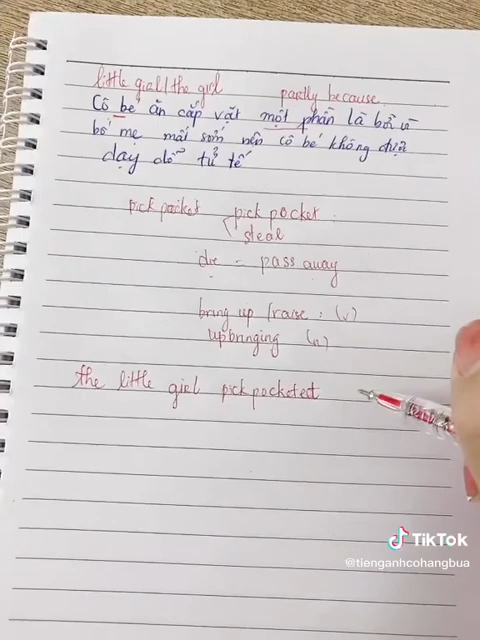 little girl/the girl partly because
Cô bé ăn cắp vặt một phần là bởi vì
bố mẹ mất sớm nên cô bé không được
dạy dỗ tử tế
pick pocket pick pocket
steal
die - pass away
bring up /raise : (v)
upbringing (n)
the little girl pickpocketed
TikTok
@tienganhcohangbua